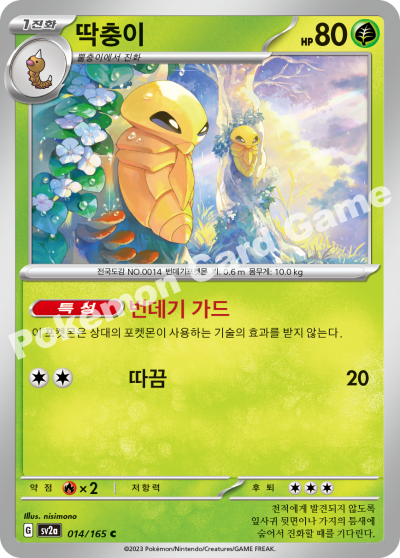 1진화
딱충이
HP 80
뿔충이에서 진화
전국도감 NO.0014 번데기포켓몬 키: 0.6 m 몸무게: 10.0 kg
특성 번데기 가드
이 포켓몬은 상대의 포켓몬이 사용하는 기술의 효과를 받지 않는다.
따끔 20
약점 ×2 저항력 후퇴
Illus. nisimono
G sv2a 014/165 C
천적에게 발견되지 않도록
잎사귀 뒷면이나 가지의 틈새에
숨어서 진화할 때를 기다린다.
©2023 Pokémon/Nintendo/Creatures/GAME FREAK.
Pokémon Card Game